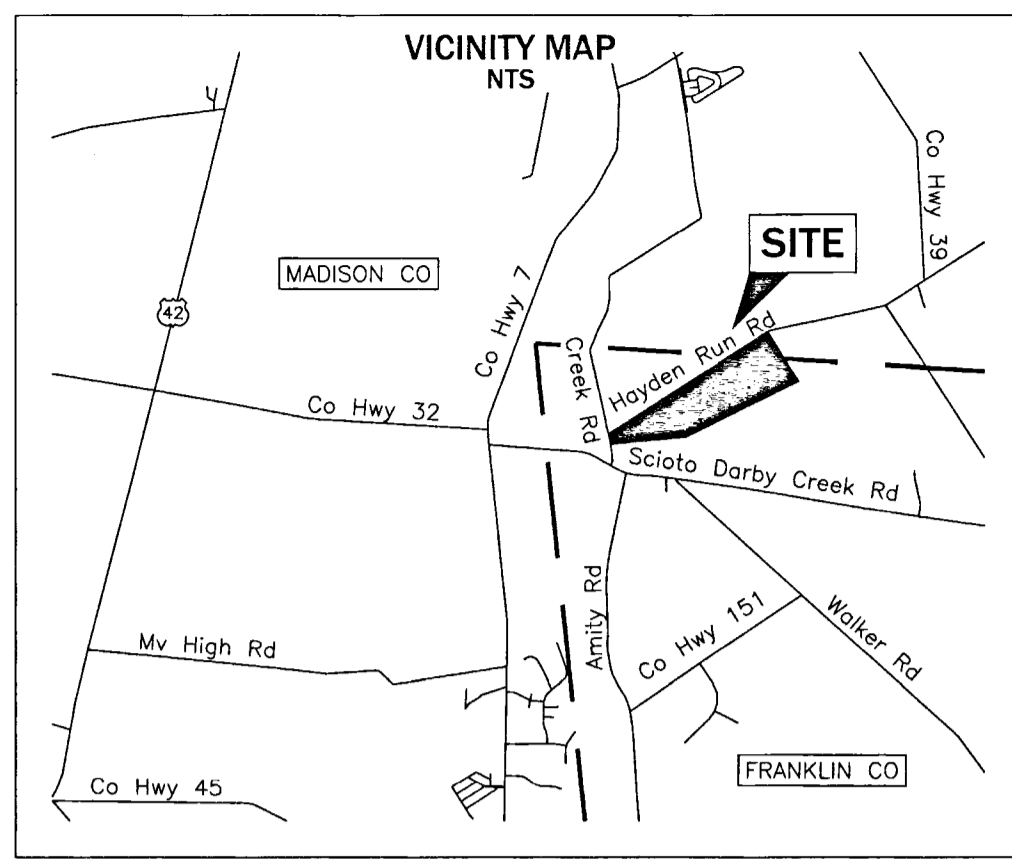 VICINITY MAP
NTS
Co Hwy 39
SITE
MADISON CO
42
Co Hwy 7
Creek Rd
Hayden Run Rd
Co Hwy 32
Scioto Darby Creek Rd
Amity Rd
Co Hwy 151
Walker Rd
Mv High Rd
FRANKLIN CO
Co Hwy 45